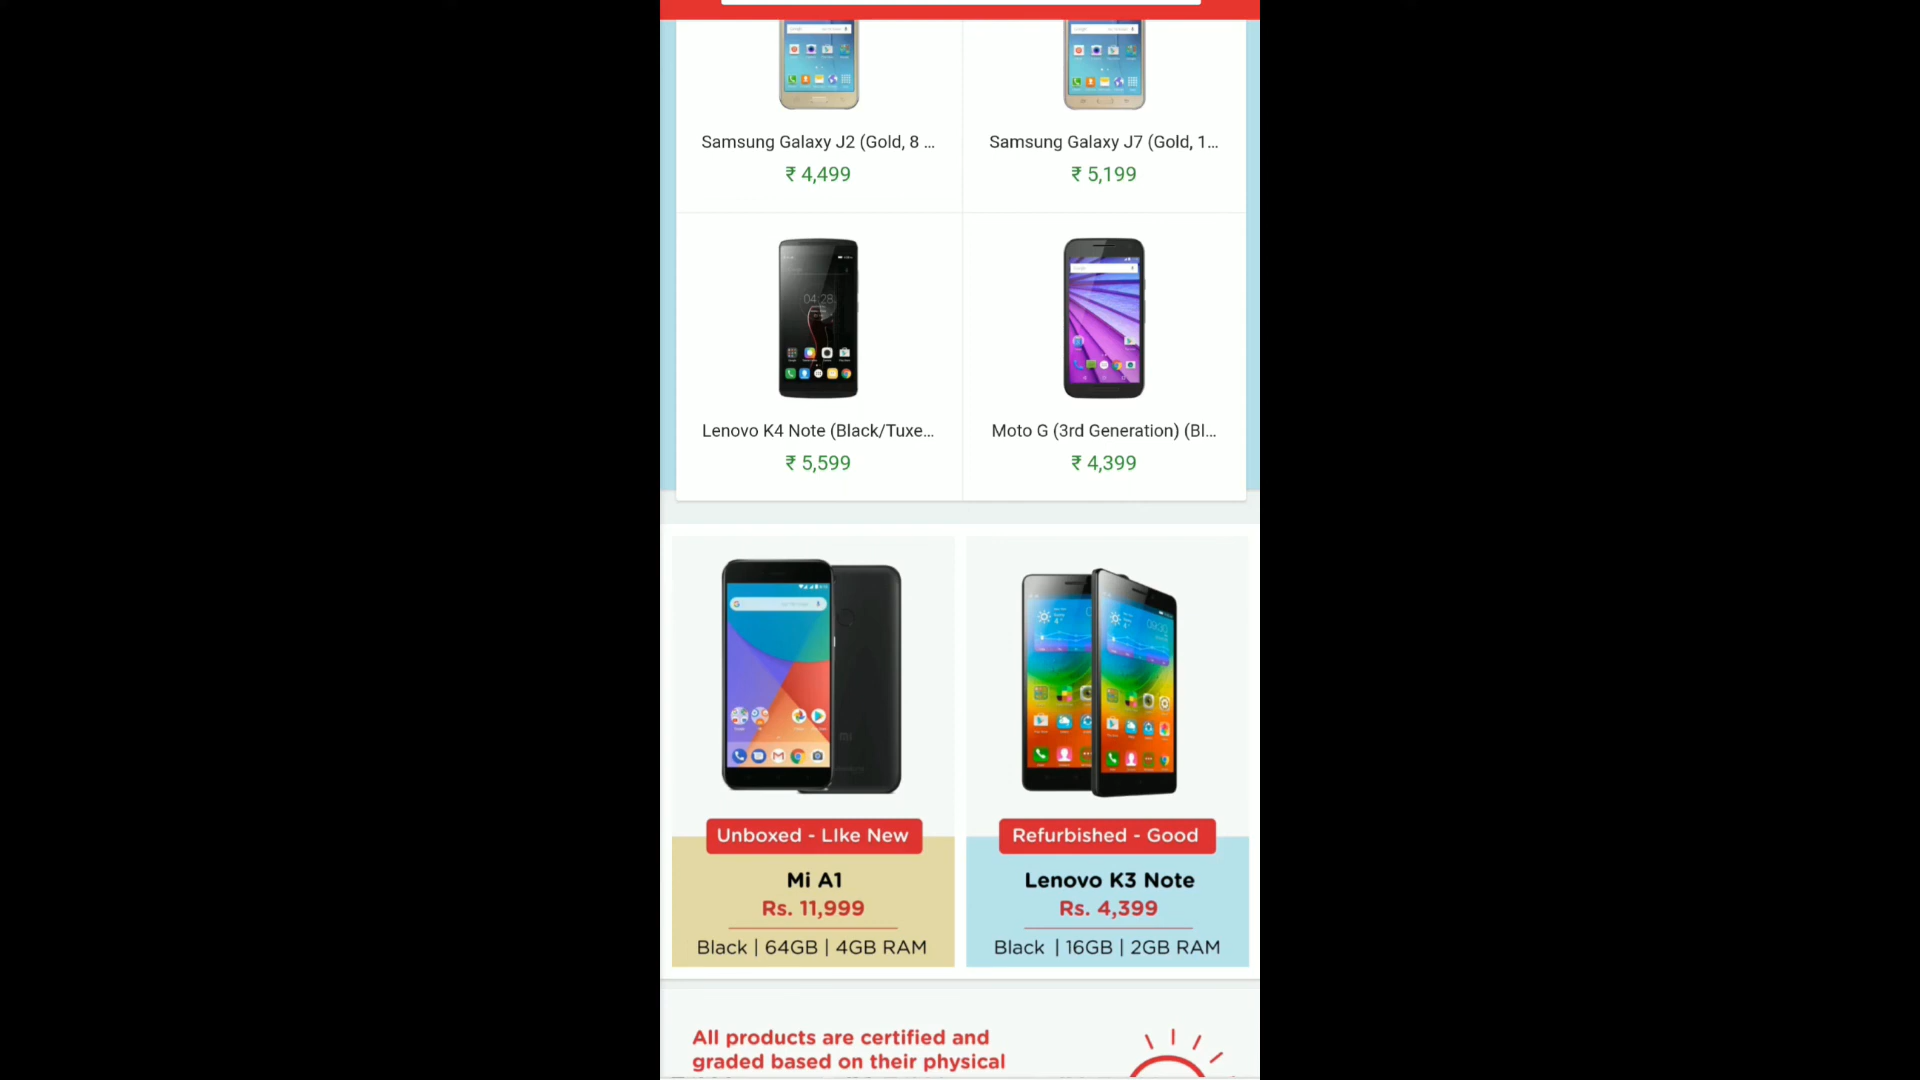 Samsung Galaxy J2 (Gold, 8 ...
₹ 4,499
Samsung Galaxy J7 (Gold, 1...
₹ 5,199
04:28
Lenovo K4 Note (Black/Tuxe...
₹ 5,599
Moto G (3rd Generation) (Bl...
₹ 4,399
Unboxed - LIke New
Mi A1
Rs. 11,999
Black | 64GB | 4GB RAM
Refurbished - Good
Lenovo K3 Note
Rs. 4,399
Black | 16GB | 2GB RAM
All products are certified and
graded based on their physical